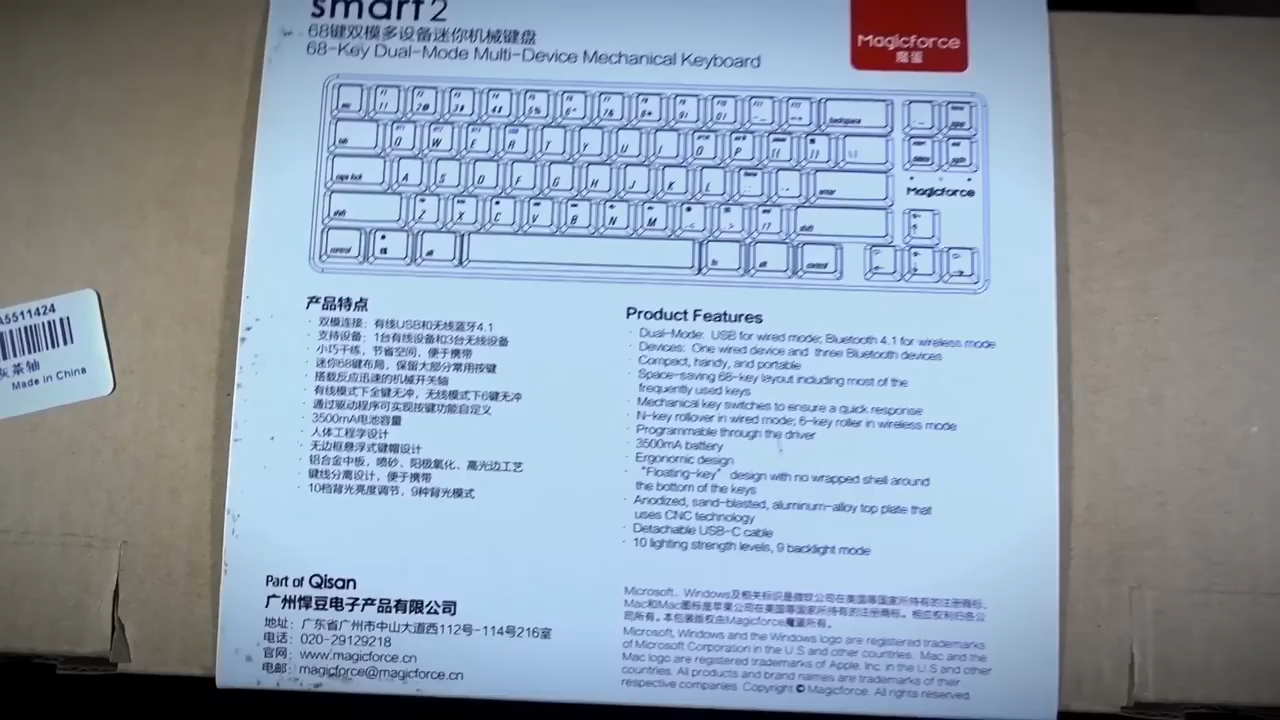 smart 2
68键双模多设备迷你机械键盘
68-Key Dual-Mode Multi-Device Mechanical Keyboard
Magicforce
魔蛋
esc
backspace
tab
Q W E R T Y U I O P
caps lock A S D F G H J K L enter
Magicforce
shift Z X C V B N M shift
control alt fn alt control
A5511424
灰茶轴
Made in China
产品特点
· 双模连接：有线USB和无线蓝牙4.1
· 支持设备：1台有线设备和3台无线设备
· 小巧干练，节省空间，便于携带
· 迷你68键布局，保留大部分常用按键
· 搭载反应迅速的机械开关轴
· 有线模式下全键无冲，无线模式下6键无冲
· 通过驱动程序可实现按键功能自定义
· 3500mA电池容量
· 人体工程学设计
· 无边框悬浮式键帽设计
· 铝合金中板，喷砂、阳极氧化、高光边工艺
· 键线分离设计，便于携带
· 10档背光亮度调节，9种背光模式
Product Features
· Dual-Mode: USB for wired mode; Bluetooth 4.1 for wireless mode
· Devices: One wired device and three Bluetooth devices
· Compact, handy, and portable
· Space-saving 68-key layout including most of the
frequently used keys
· Mechanical key switches to ensure a quick response
· N-key rollover in wired mode; 6-key roller in wireless mode
· Programmable through the driver
· 3500mA battery
· Ergonomic design
· "Floating-key" design with no wrapped shell around
the bottom of the keys
· Anodized, sand-blasted, aluminum-alloy top plate that
uses CNC technology
· Detachable USB-C cable
· 10 lighting strength levels, 9 backlight mode
Part of Qisan
广州悍豆电子产品有限公司
地址：广东省广州市中山大道西112号-114号216室
电话：020-29129218
官网：www.magicforce.cn
电邮：magicforce@magicforce.cn
Microsoft、Windows及相关标识是微软公司在美国等国家所持有的注册商标，
Mac和Mac图标是苹果公司在美国等国家所持有的注册商标。相应权利归各公
司所有。本包装版权由Magicforce魔蛋所有。
Microsoft, Windows and the Windows logo are registered trademarks
of Microsoft Corporation in the U.S and other countries. Mac and the
Mac logo are registered trademarks of Apple. Inc. in the U.S and other
countries. All products and brand names are trademarks of their
respective companies. Copyright © Magicforce. All rights reserved.